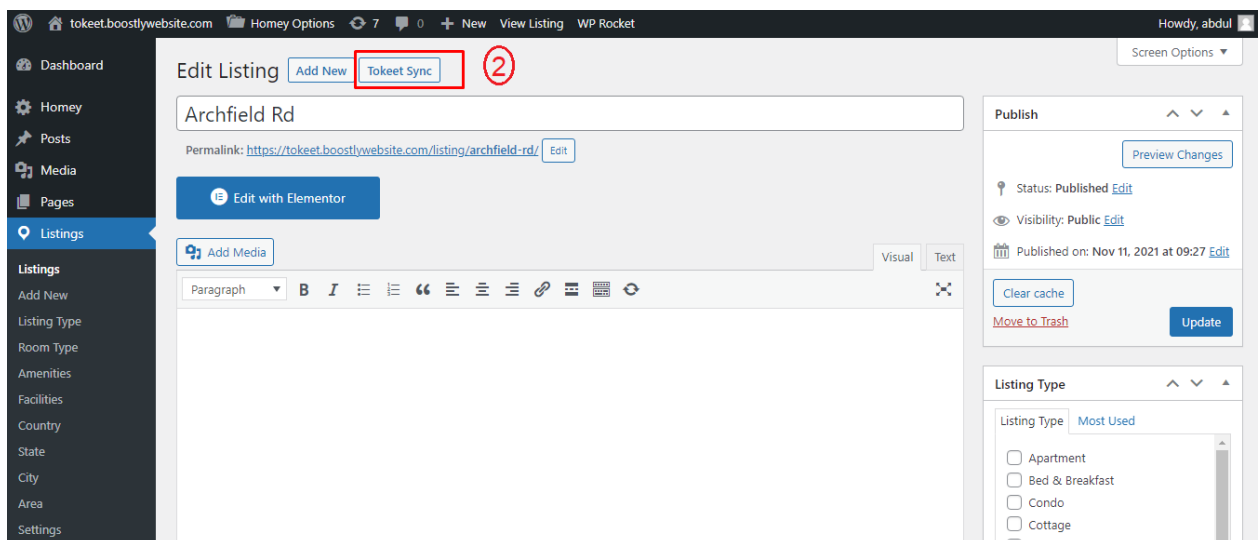 tokeet.boostlywebsite.com Homey Options 7 0 New View Listing WP Rocket Howdy, abdul
Screen Options
Dashboard
Homey
Posts
Media
Pages
Listings
Listings
Add New
Listing Type
Room Type
Amenities
Facilities
Country
State
City
Area
Settings
Edit Listing Add New Tokeet Sync 2
Archfield Rd
Permalink: https://tokeet.boostlywebsite.com/listing/archfield-rd/ Edit
Edit with Elementor
Add Media Visual Text
Paragraph B I
Publish
Preview Changes
Status: Published Edit
Visibility: Public Edit
Published on: Nov 11, 2021 at 09:27 Edit
Clear cache
Move to Trash Update
Listing Type
Listing Type Most Used
Apartment
Bed & Breakfast
Condo
Cottage